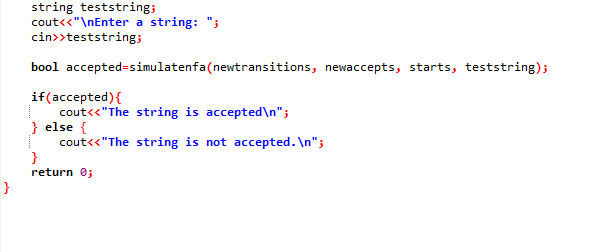 string teststring;
cout<<"\nEnter a string: ";
cin>>teststring;
bool accepted=simulatenfa(newtransitions, newaccepts, starts, teststring);
if(accepted){
cout<<"The string is accepted\n";
} else {
cout<<"The string is not accepted.\n";
}
return 0;
}